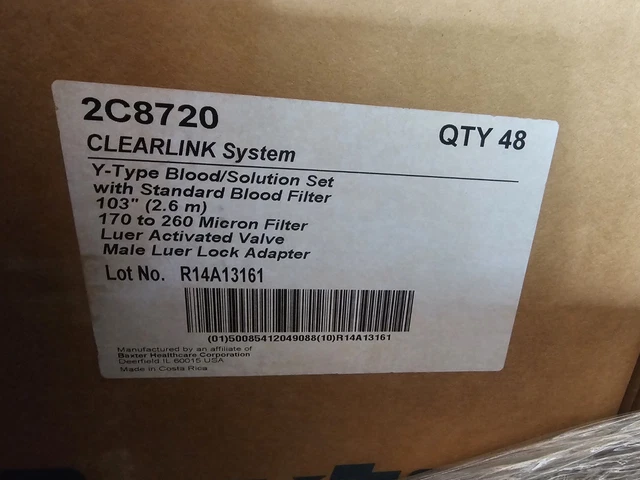 2C8720
QTY 48
CLEARLINK System
Y-Type Blood/Solution Set
with Standard Blood Filter
103" (2.6 m)
170 to 260 Micron Filter
Luer Activated Valve
Male Luer Lock Adapter
Lot No. R14A13161
(01)50085412049088(10)R14A13161
Manufactured by an affiliate of
Baxter Healthcare Corporation
Deerfield IL 60015 USA
Made in Costa Rica